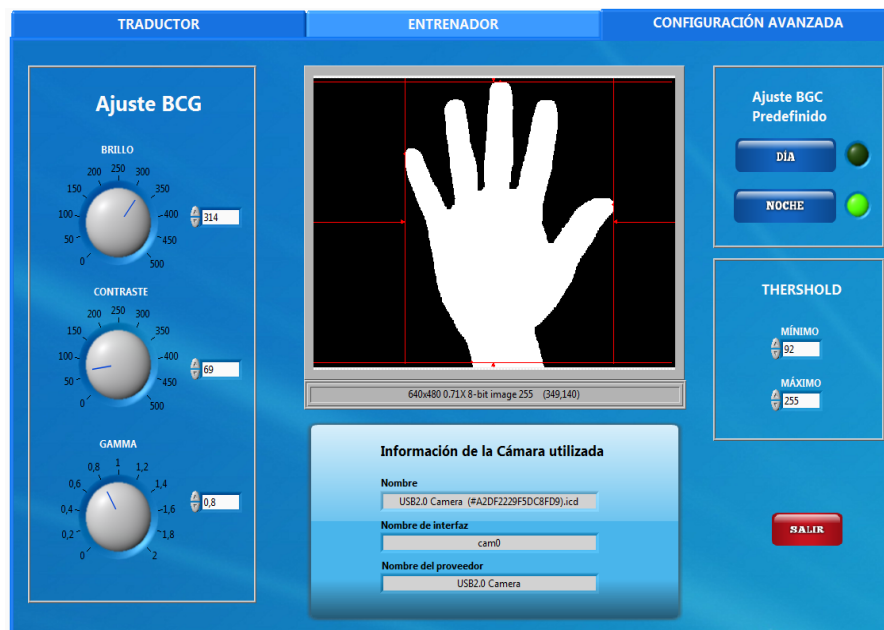 TRADUCTOR
ENTRENADOR
CONFIGURACIÓN AVANZADA
Ajuste BCG
BRILLO
0 50 100 150 200 250 300 350 400 450 500
314
CONTRASTE
0 50 100 150 200 250 300 350 400 450 500
69
GAMMA
0 0,2 0,4 0,6 0,8 1 1,2 1,4 1,6 1,8 2
0,8
640x480 0.71X 8-bit image 255 (349,140)
Información de la Cámara utilizada
Nombre
USB2.0 Camera (#A2DF2229F5DC8FD9).icd
Nombre de interfaz
cam0
Nombre del proveedor
USB2.0 Camera
Ajuste BGC
Predefinido
DÍA
NOCHE
THERSHOLD
MÍNIMO
92
MÁXIMO
255
SALIR